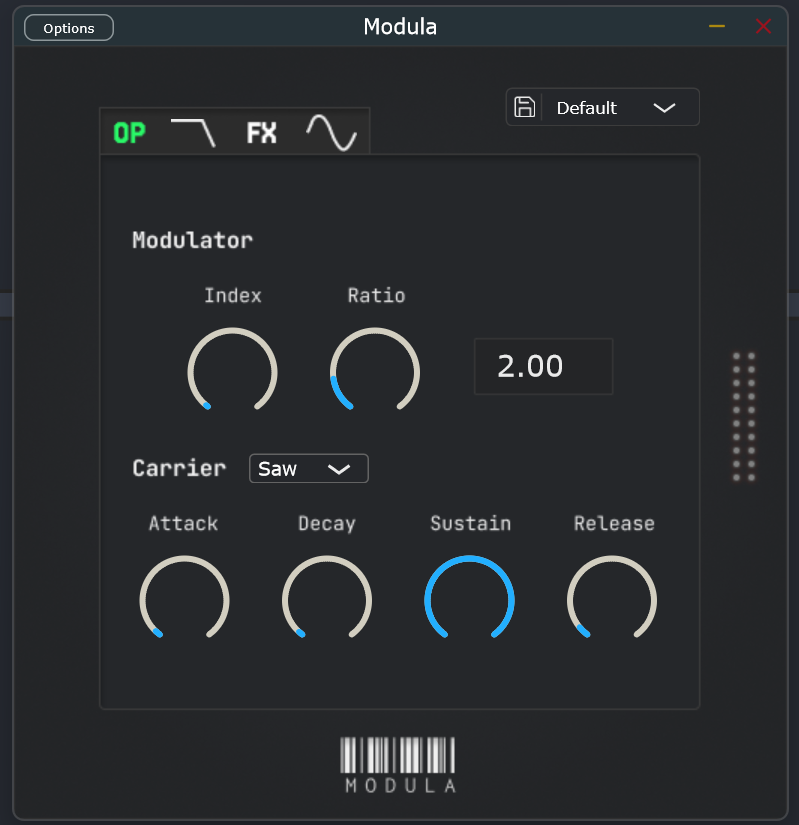 Options
Modula
Default
OP FX
Modulator
Index Ratio
2.00
Carrier Saw
Attack Decay Sustain Release
MODULA